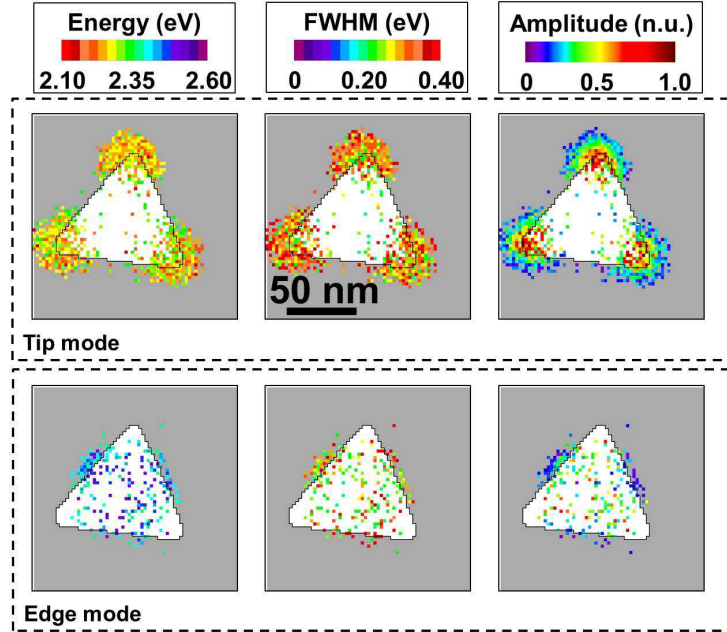 Energy (eV) FWHM (eV) Amplitude (n.u.)
2.10 2.35 2.60 0 0.20 0.40 0 0.5 1.0
50 nm
Tip mode
Edge mode